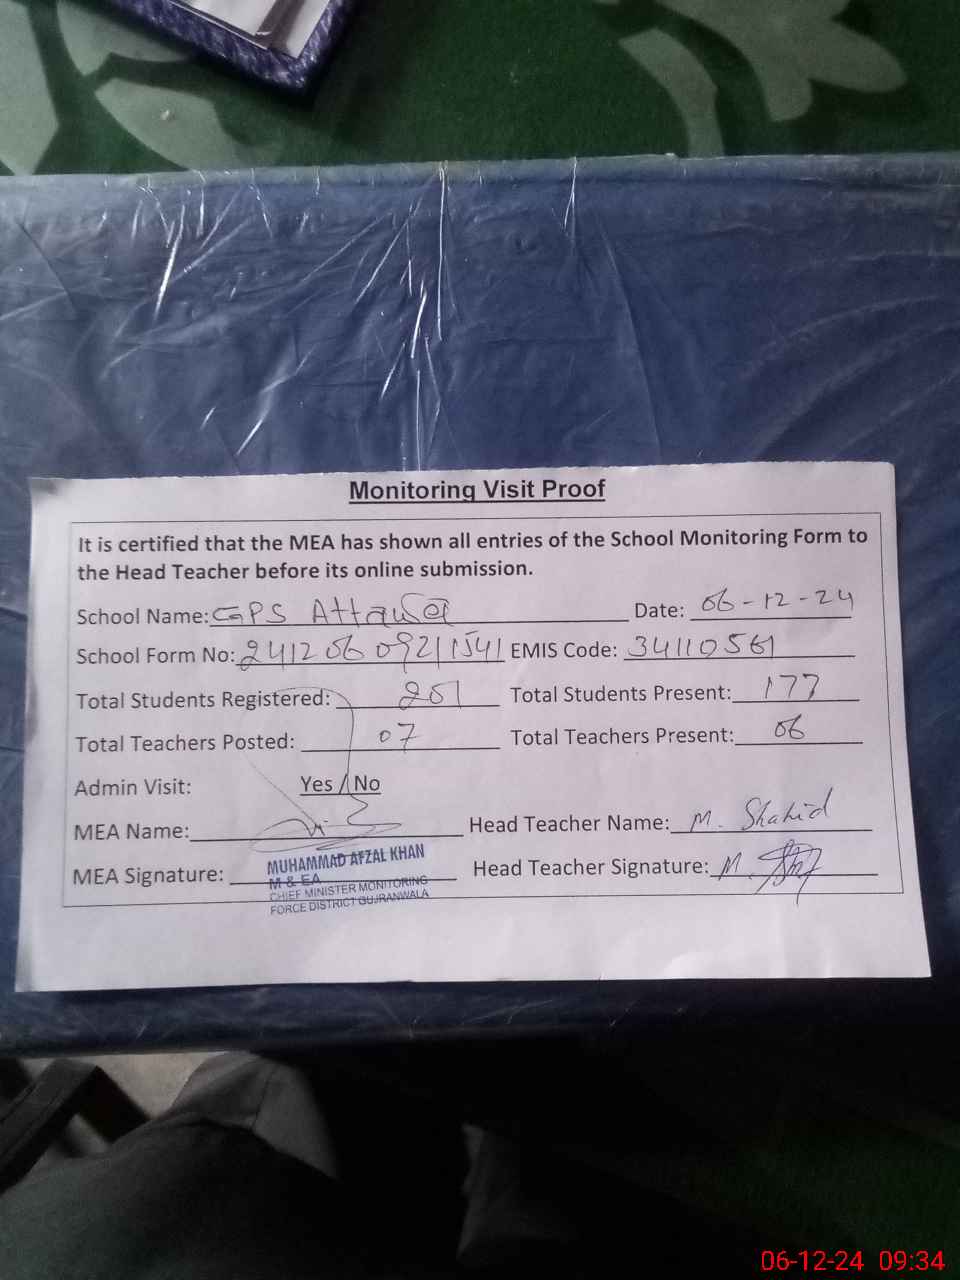 Monitoring Visit Proof
It is certified that the MEA has shown all entries of the School Monitoring Form to
the Head Teacher before its online submission.
School Name: GPS Attawa Date: 06-12-24
School Form No: 24120609211541 EMIS Code: 34110561
Total Students Registered: 251 Total Students Present: 177
Total Teachers Posted: 07 Total Teachers Present: 06
Admin Visit: Yes / No
MEA Name: Head Teacher Name: M. Shahid
MEA Signature: Head Teacher Signature: M.
MUHAMMAD AFZAL KHAN
M & EA
CHIEF MINISTER MONITORING
FORCE DISTRICT GUJRANWALA
06-12-24 09:34